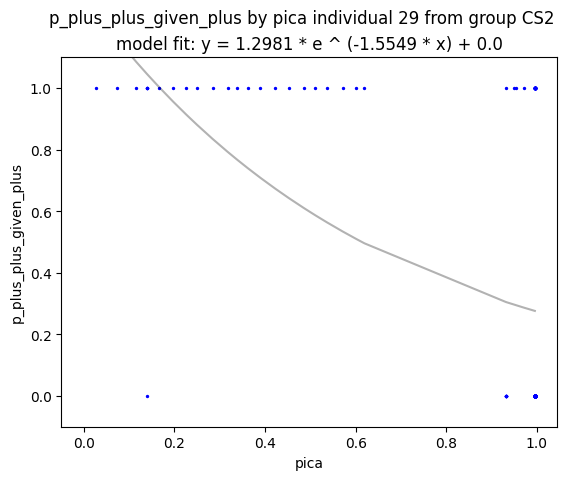 p_plus_plus_given_plus by pica individual 29 from group CS2
model fit: y = 1.2981 * e ^ (-1.5549 * x) + 0.0
1.0
0.8
0.6
0.4
0.2
0.0
p_plus_plus_given_plus
0.0 0.2 0.4 0.6 0.8 1.0
pica